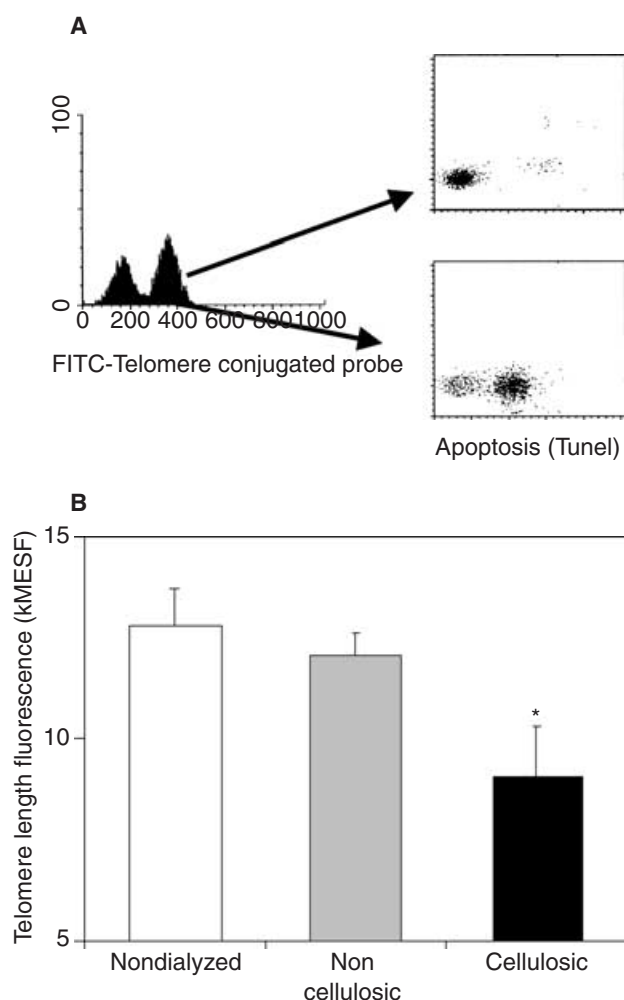 A
100
0
0 200 400 600 8000 1000
FITC-Telomere conjugated probe
Apoptosis (Tunel)
B
Telomere length fluorescence (kMESF)
15
10
5
*
Nondialyzed
Non
cellulosic
Cellulosic